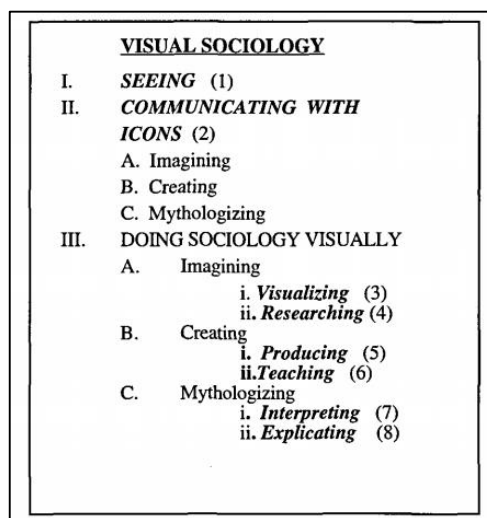 VISUAL SOCIOLOGY
I. SEEING (1)
II. COMMUNICATING WITH
ICONS (2)
A. Imagining
B. Creating
C. Mythologizing
III. DOING SOCIOLOGY VISUALLY
A. Imagining
i. Visualizing (3)
ii. Researching (4)
B. Creating
i. Producing (5)
ii.Teaching (6)
C. Mythologizing
i. Interpreting (7)
ii. Explicating (8)